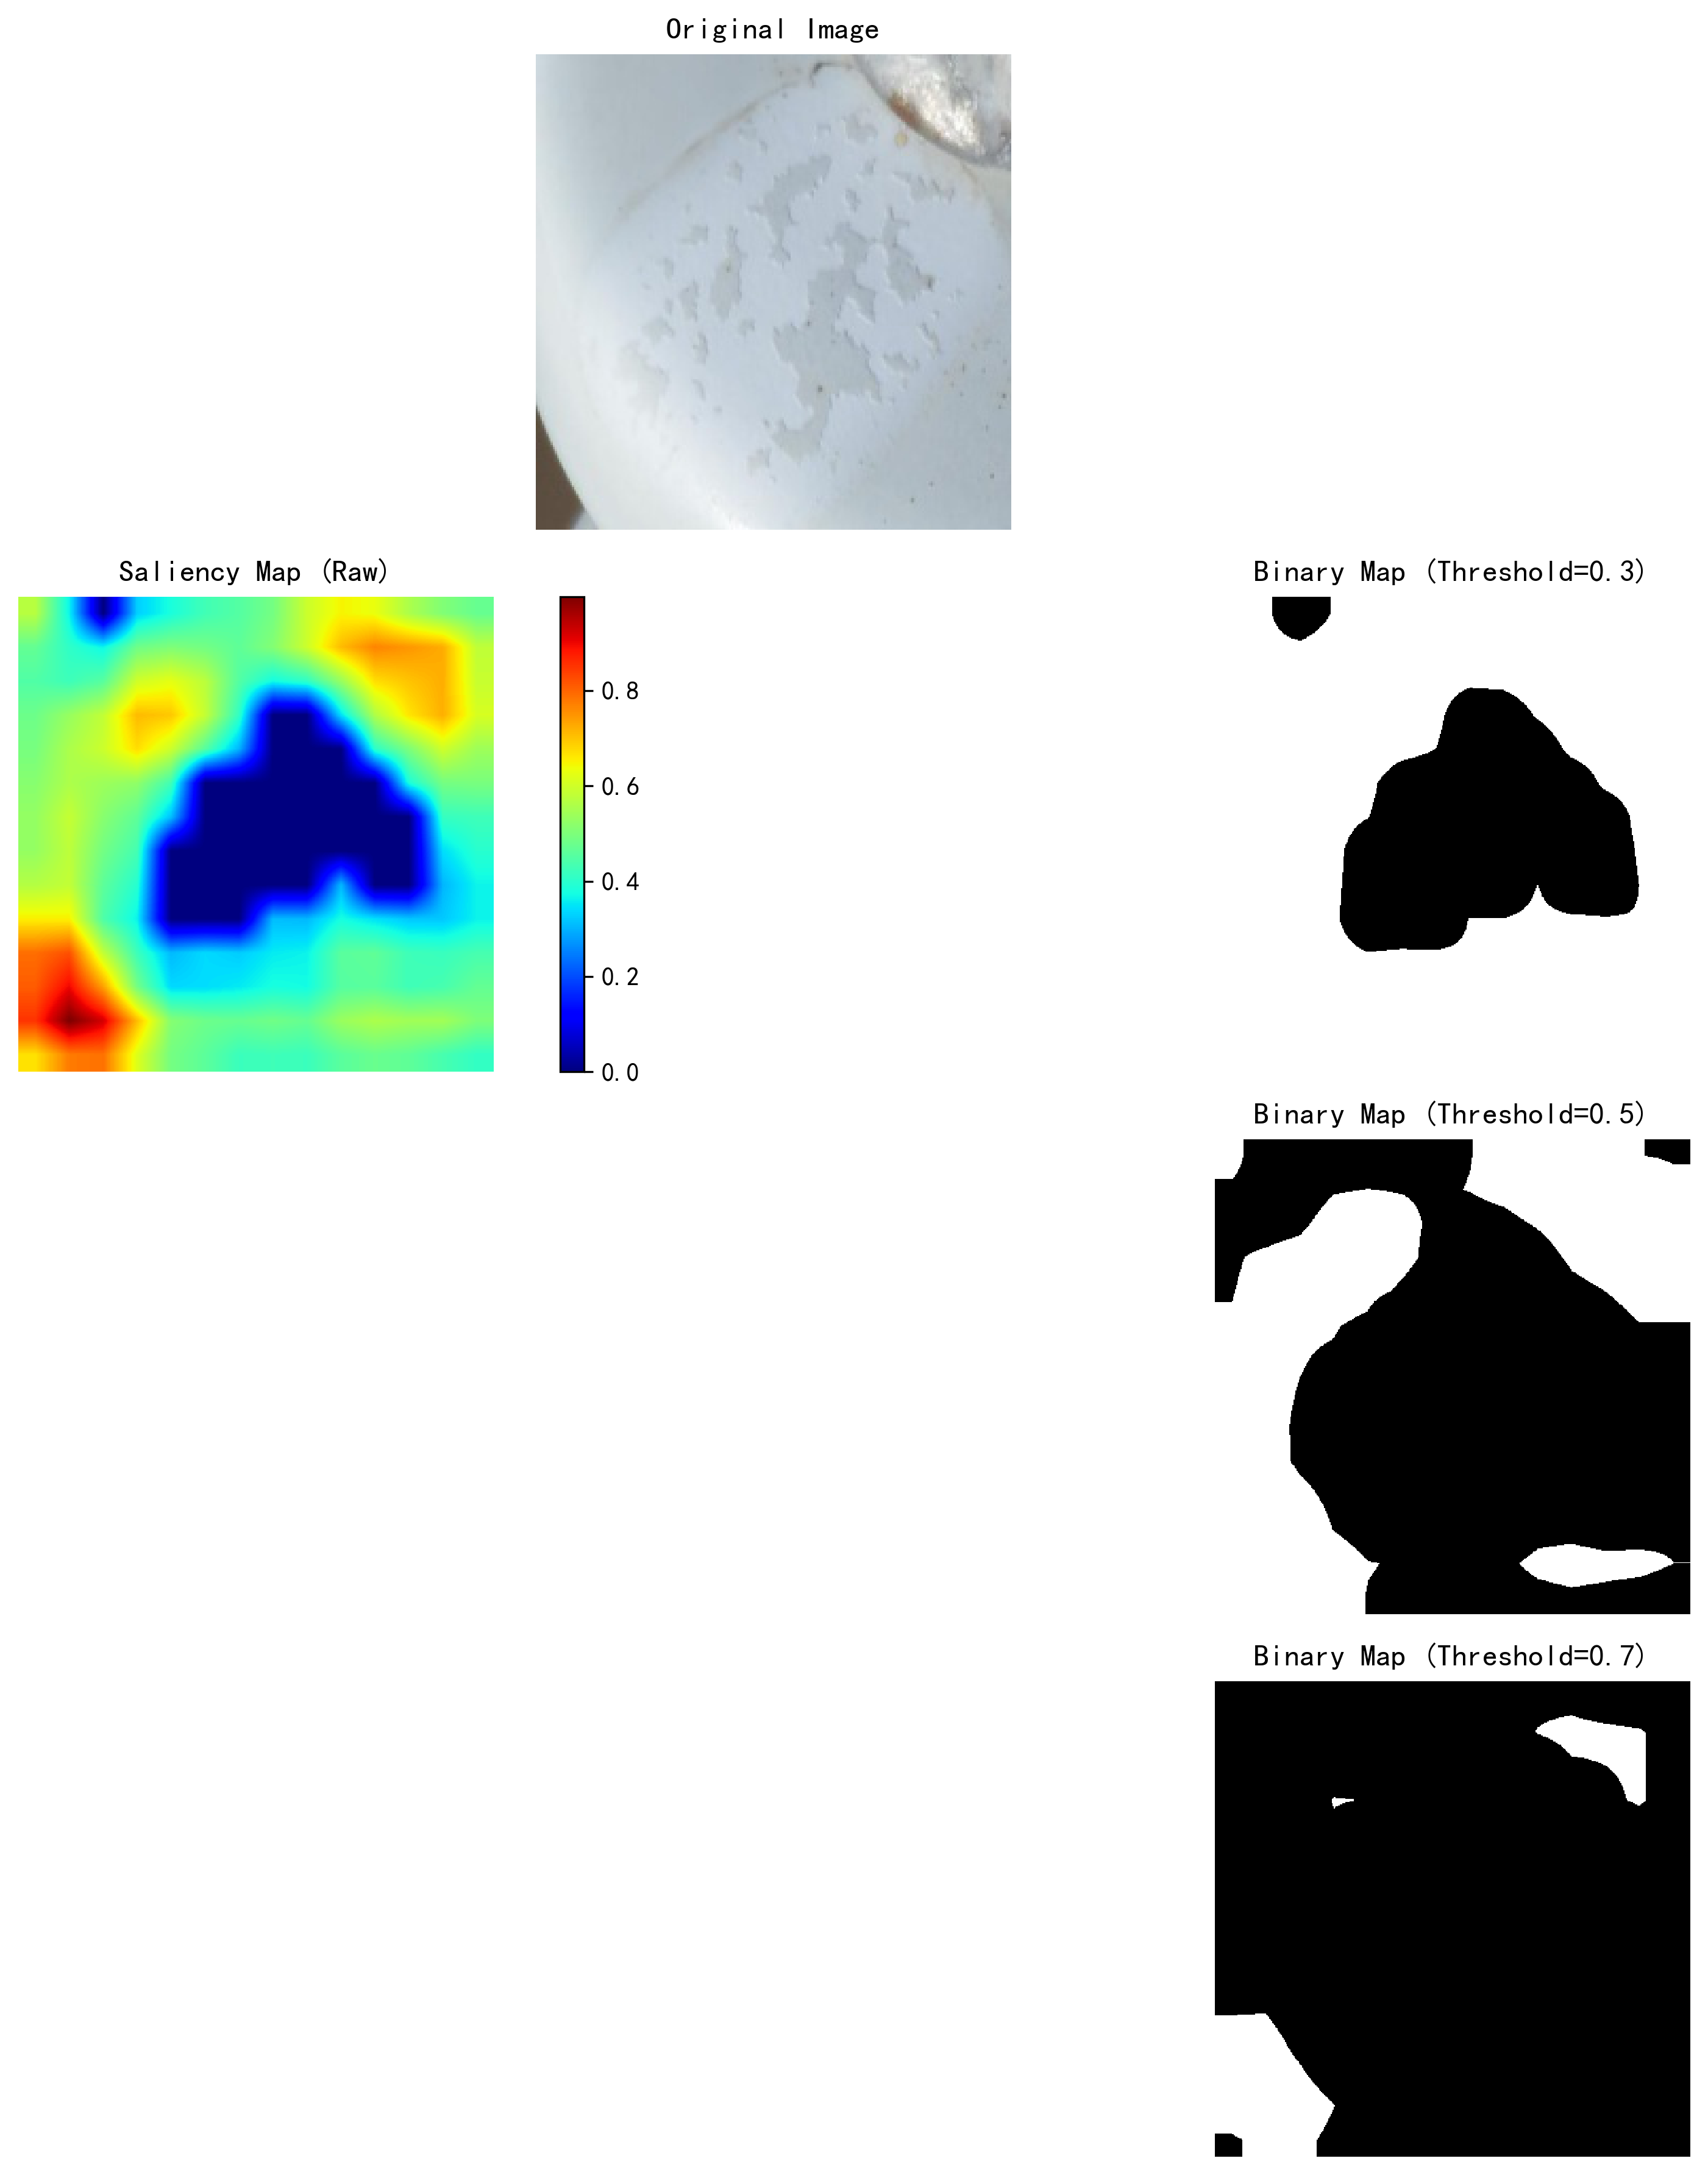 Original Image
Saliency Map (Raw)
Binary Map (Threshold=0.3)
0.8
0.6
0.4
0.2
0.0
Binary Map (Threshold=0.5)
Binary Map (Threshold=0.7)